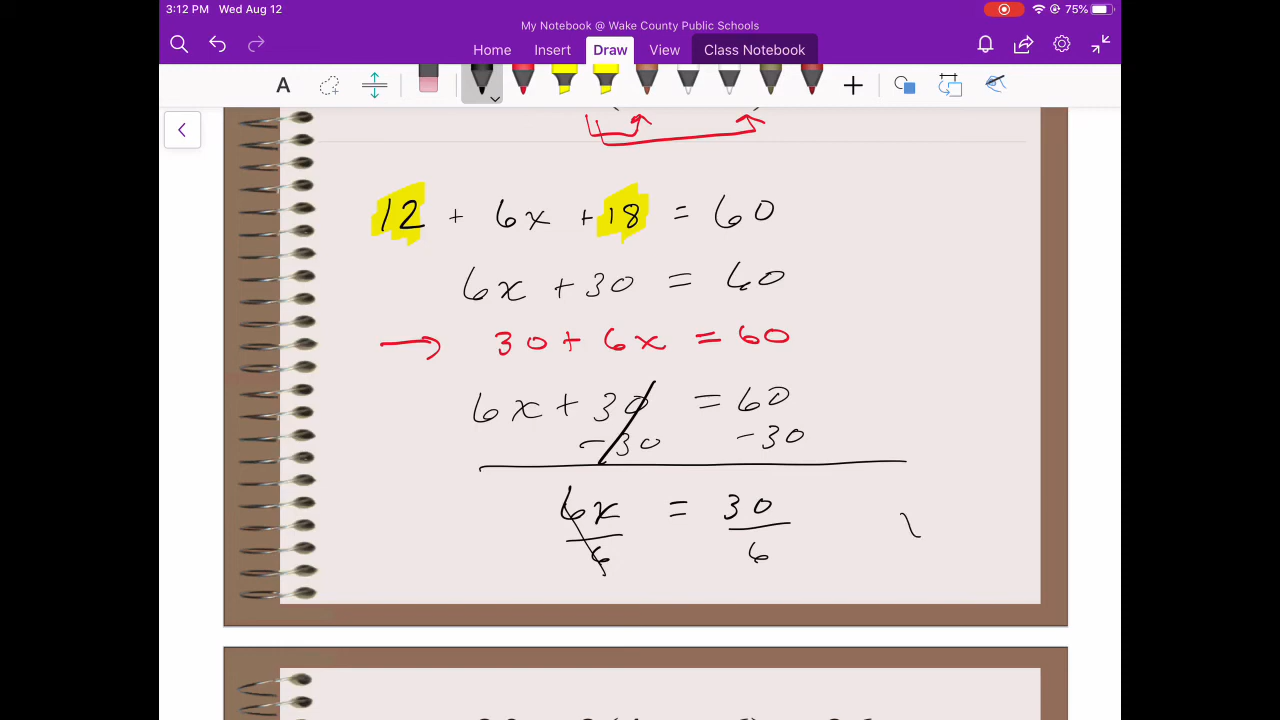 3:12 PM Wed Aug 12
75%
My Notebook @ Wake County Public Schools
Home Insert Draw View Class Notebook
A
12 + 6x + 18 = 60
6x + 30 = 60
→ 30 + 6x = 60
6x + 30 = 60
-30 -30
6x = 30
6 6